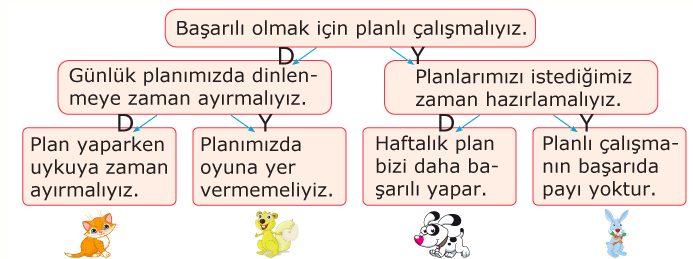 Başarılı olmak için planlı çalışmalıyız.
D
Y
Günlük planımızda dinlen-
meye zaman ayırmalıyız.
Planlarımızı istediğimiz
zaman hazırlamalıyız.
D
Y
D
Y
Plan yaparken
uykuya zaman
ayırmalıyız.
Planımızda
oyuna yer
vermemeliyiz.
Haftalık plan
bizi daha ba-
şarılı yapar.
Planlı çalışma-
nın başarıda
payı yoktur.